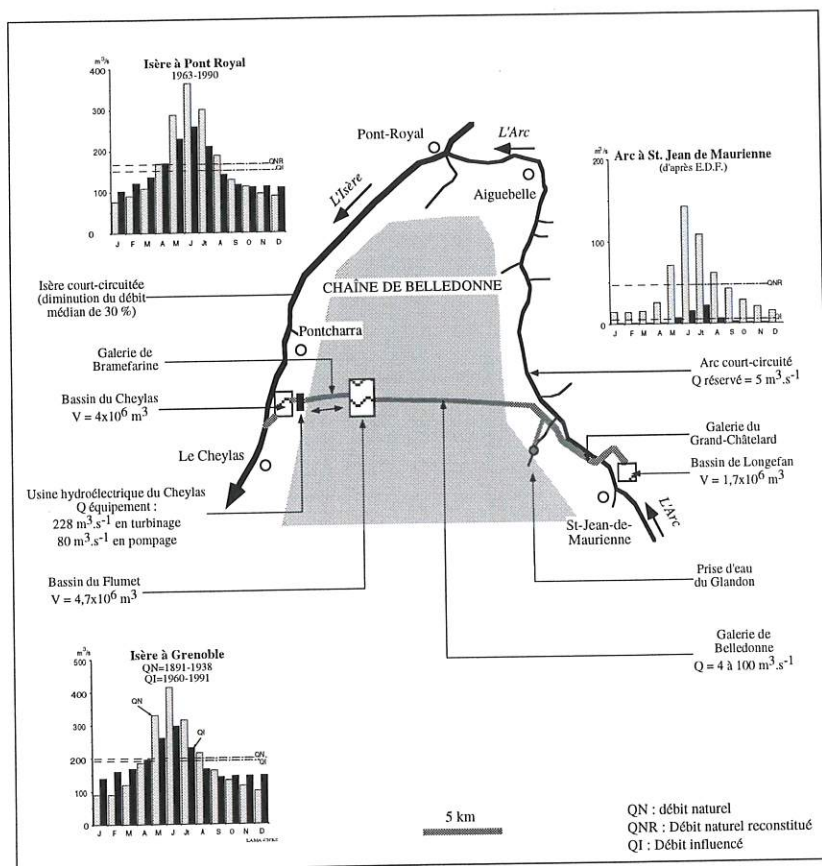 Isère à Pont Royal
1963-1990
m³/s
400
300
200
100
0
QNR
QI
J F M A M J Jt A S O N D
Pont-Royal
L'Arc
Aiguebelle
L'Isère
Arc à St. Jean de Maurienne
(d'après E.D.F.)
m³/s
200
100
0
QNR
QI
J F M A M J Jt A S O N D
Isère court-circuitée
(diminution du débit
médian de 30 %)
CHAÎNE DE BELLEDONNE
Pontcharra
Galerie de
Bramefarine
Arc court-circuité
Q réservé = 5 m³.s⁻¹
Bassin du Cheylas
V = 4x10⁶ m³
Galerie du
Grand-Châtelard
Bassin de Longefan
V = 1,7x10⁶ m³
Le Cheylas
Usine hydroélectrique du Cheylas
Q équipement :
228 m³.s⁻¹ en turbinage
80 m³.s⁻¹ en pompage
St-Jean-de-
Maurienne
L'Arc
Bassin du Flumet
V = 4,7x10⁶ m³
Prise d'eau
du Glandon
Galerie de
Belledonne
Q = 4 à 100 m³.s⁻¹
Isère à Grenoble
QN=1891-1938
QI=1960-1991
m³/s
500
400
300
200
100
0
QN
QI
QN
QI
J F M A M J Jt A S O N D
5 km
QN : débit naturel
QNR : Débit naturel reconstitué
QI : Débit influencé